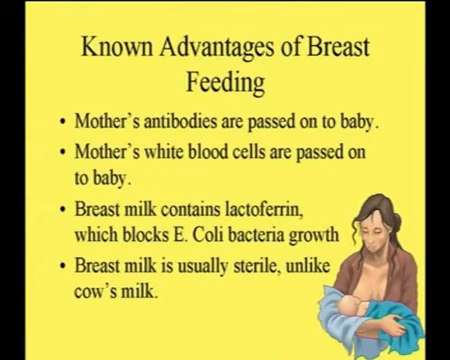 Known Advantages of Breast
Feeding
• Mother's antibodies are passed on to baby.
• Mother's white blood cells are passed on
to baby.
• Breast milk contains lactoferrin,
which blocks E. Coli bacteria growth
• Breast milk is usually sterile, unlike
cow's milk.